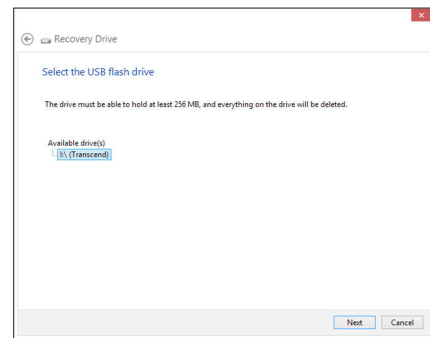 Recovery Drive
Select the USB flash drive
The drive must be able to hold at least 256 MB, and everything on the drive will be deleted.
Available drive(s)
I:\ (Transcend)
Next Cancel